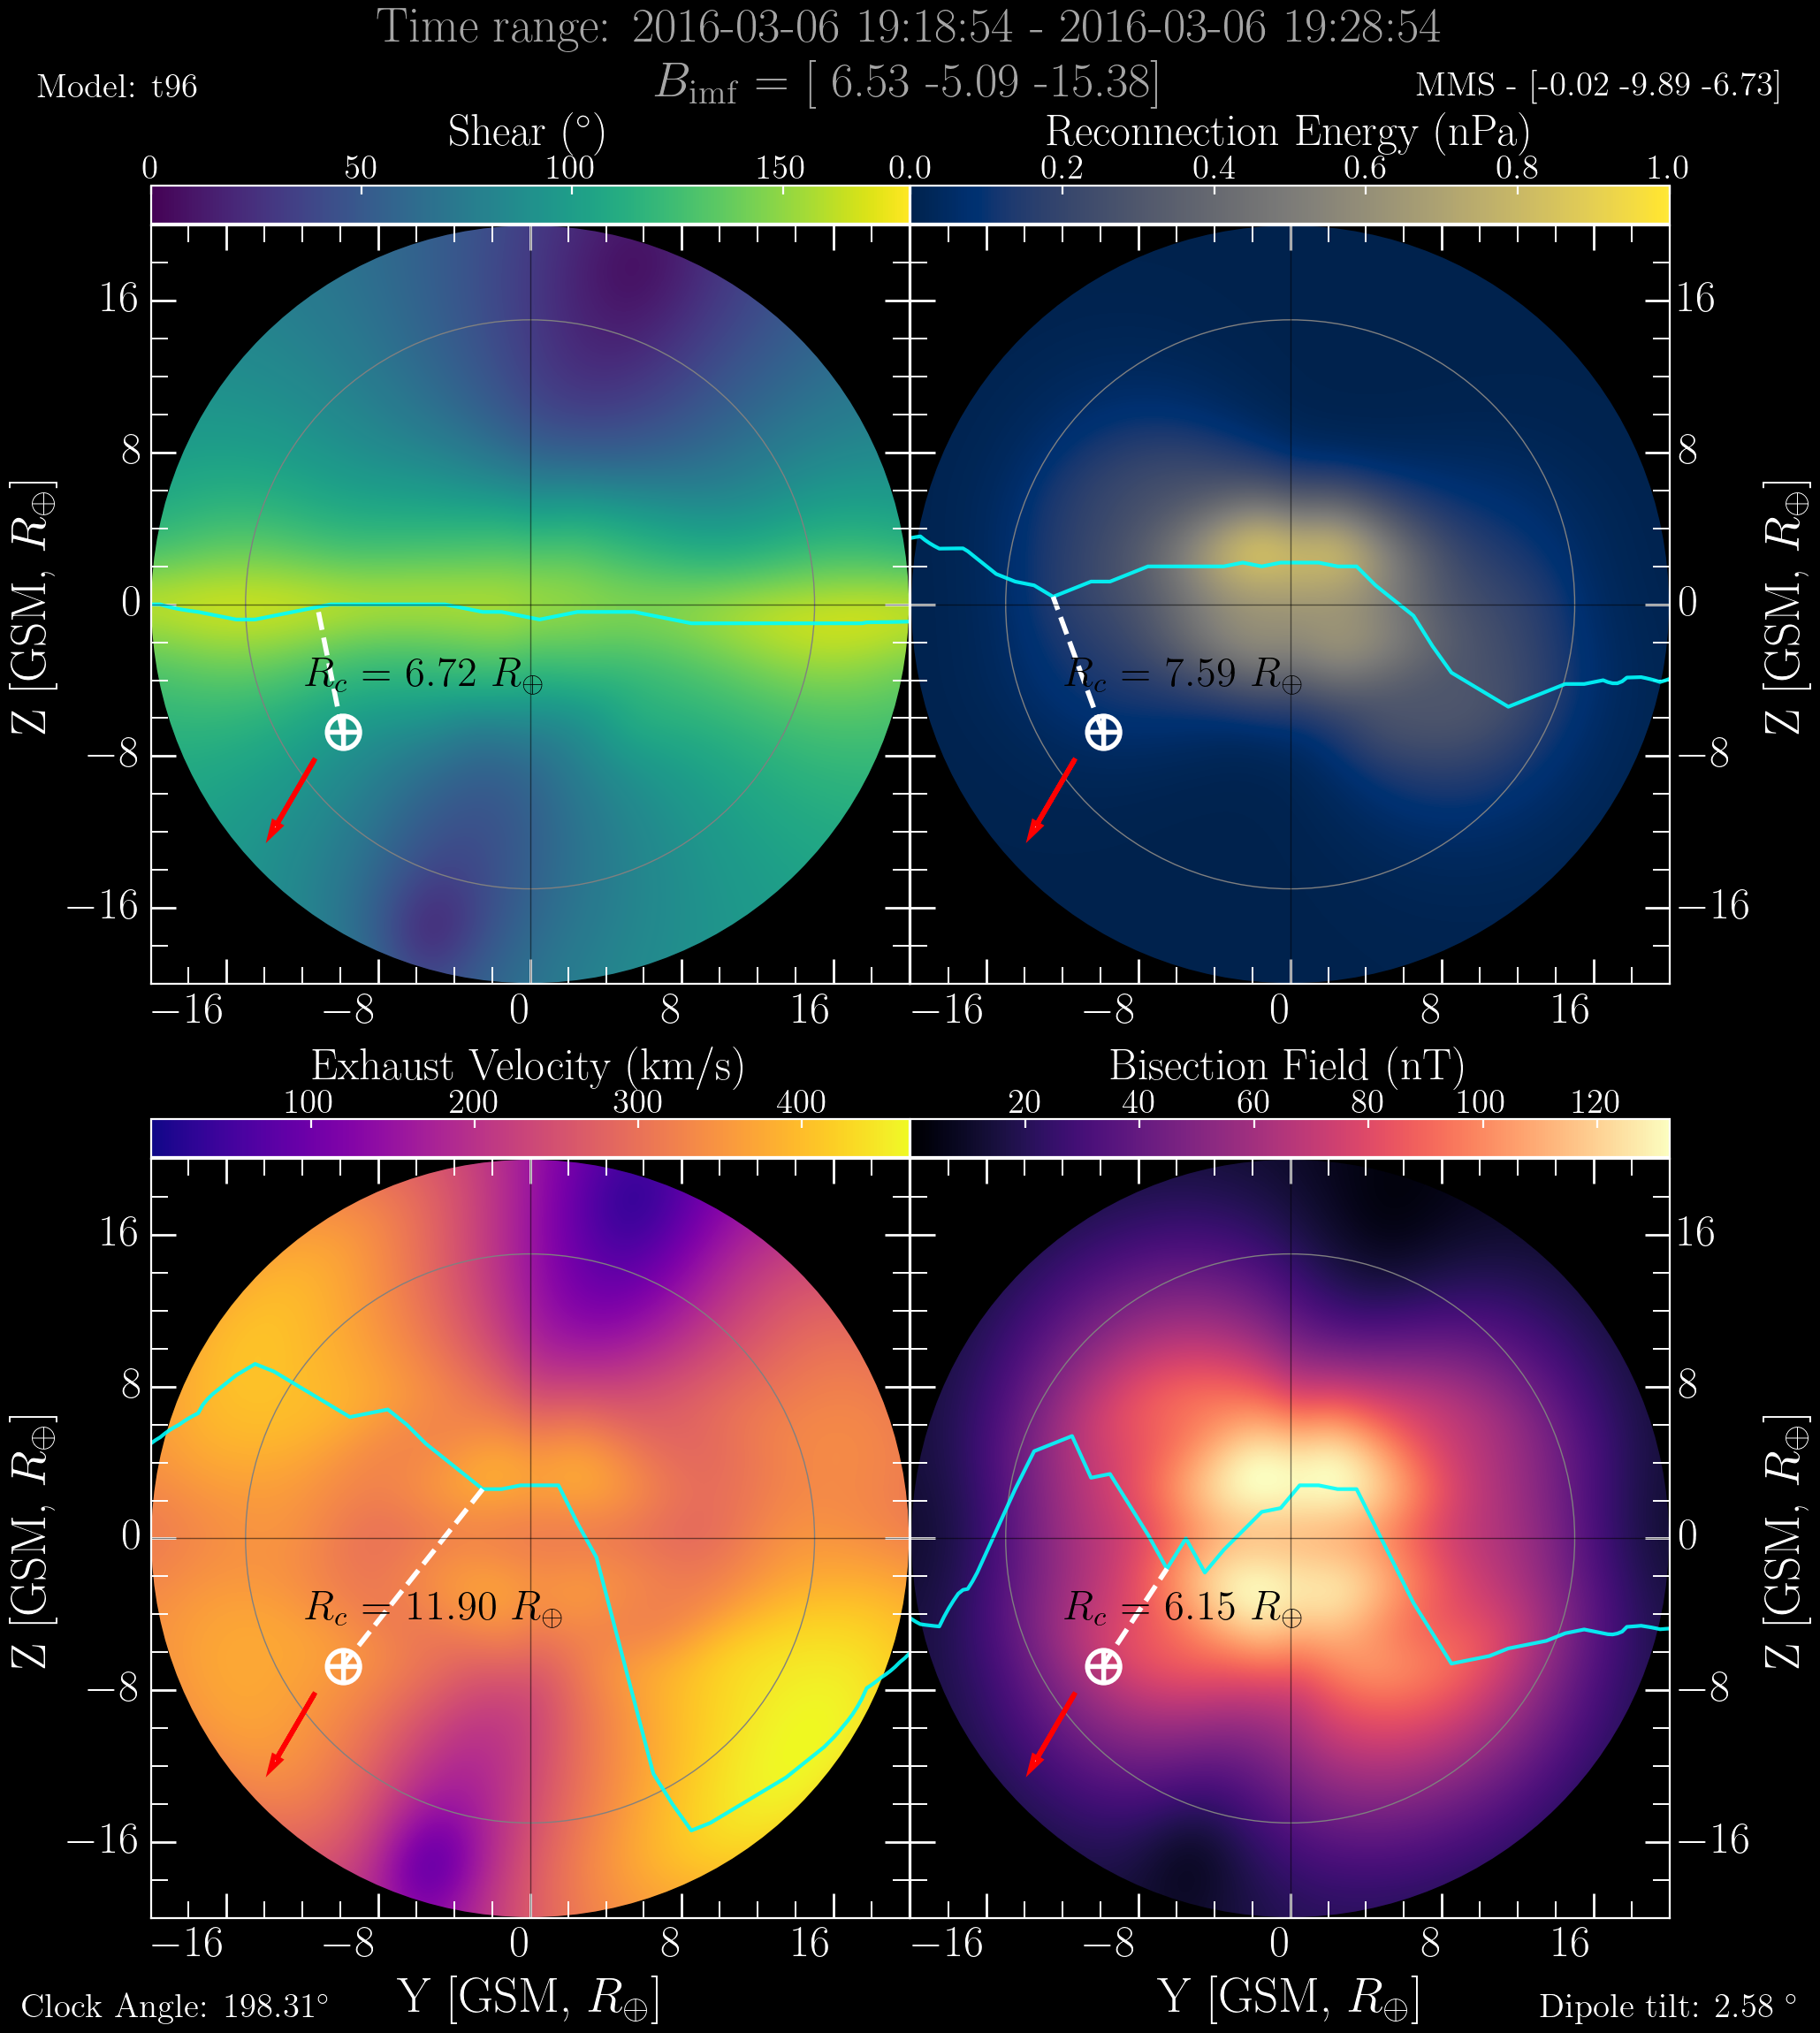 Time range: 2016-03-06 19:18:54 - 2016-03-06 19:28:54
Model: t96
B_imf = [ 6.53 -5.09 -15.38]
MMS - [-0.02 -9.89 -6.73]
Shear (°)
Reconnection Energy (nPa)
0 50 100 150
0.0 0.2 0.4 0.6 0.8 1.0
Z [GSM, R⊕]
16
8
0
−8
−16
R_c = 6.72 R⊕
R_c = 7.59 R⊕
16
8
0
−8
−16
Z [GSM, R⊕]
−16 −8 0 8 16
−16 −8 0 8 16
Exhaust Velocity (km/s)
Bisection Field (nT)
100 200 300 400
20 40 60 80 100 120
Z [GSM, R⊕]
16
8
0
−8
−16
R_c = 11.90 R⊕
R_c = 6.15 R⊕
16
8
0
−8
−16
Z [GSM, R⊕]
−16 −8 0 8 16
−16 −8 0 8 16
Y [GSM, R⊕]
Y [GSM, R⊕]
Clock Angle: 198.31°
Dipole tilt: 2.58 °